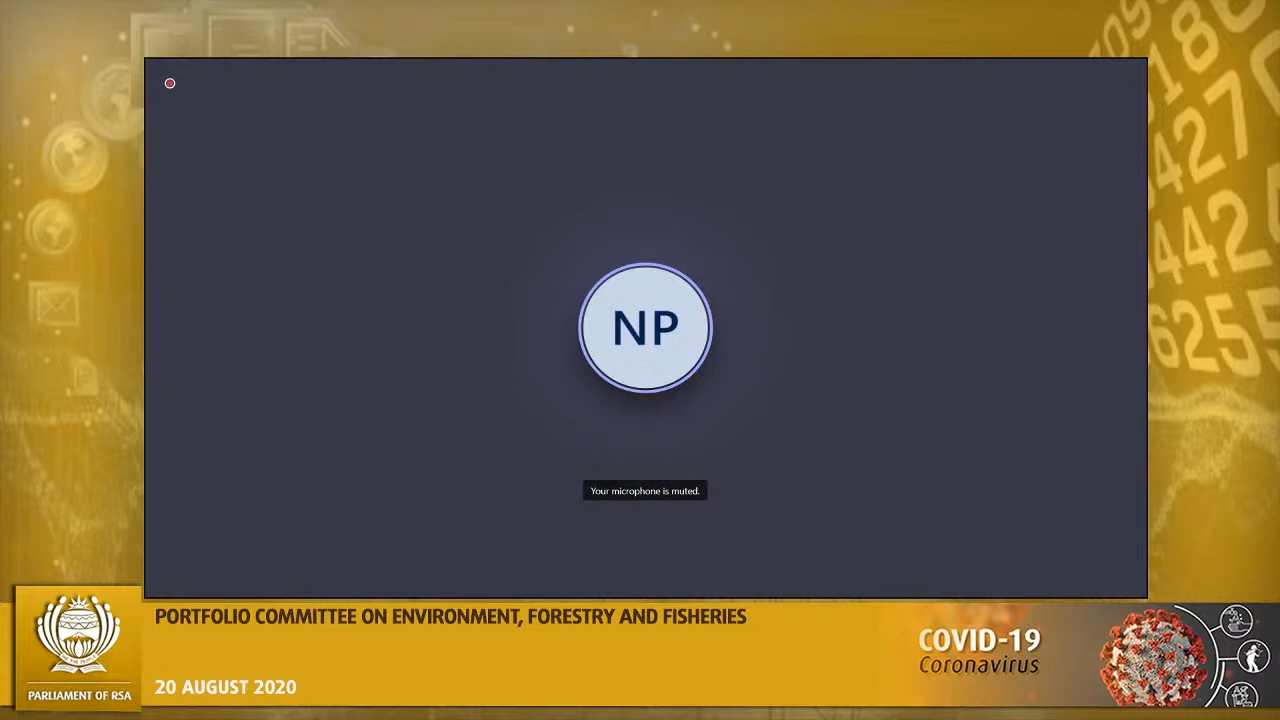 NP
Your microphone is muted.
PORTFOLIO COMMITTEE ON ENVIRONMENT, FORESTRY AND FISHERIES
COVID-19
Coronavirus
20 AUGUST 2020
PARLIAMENT OF RSA